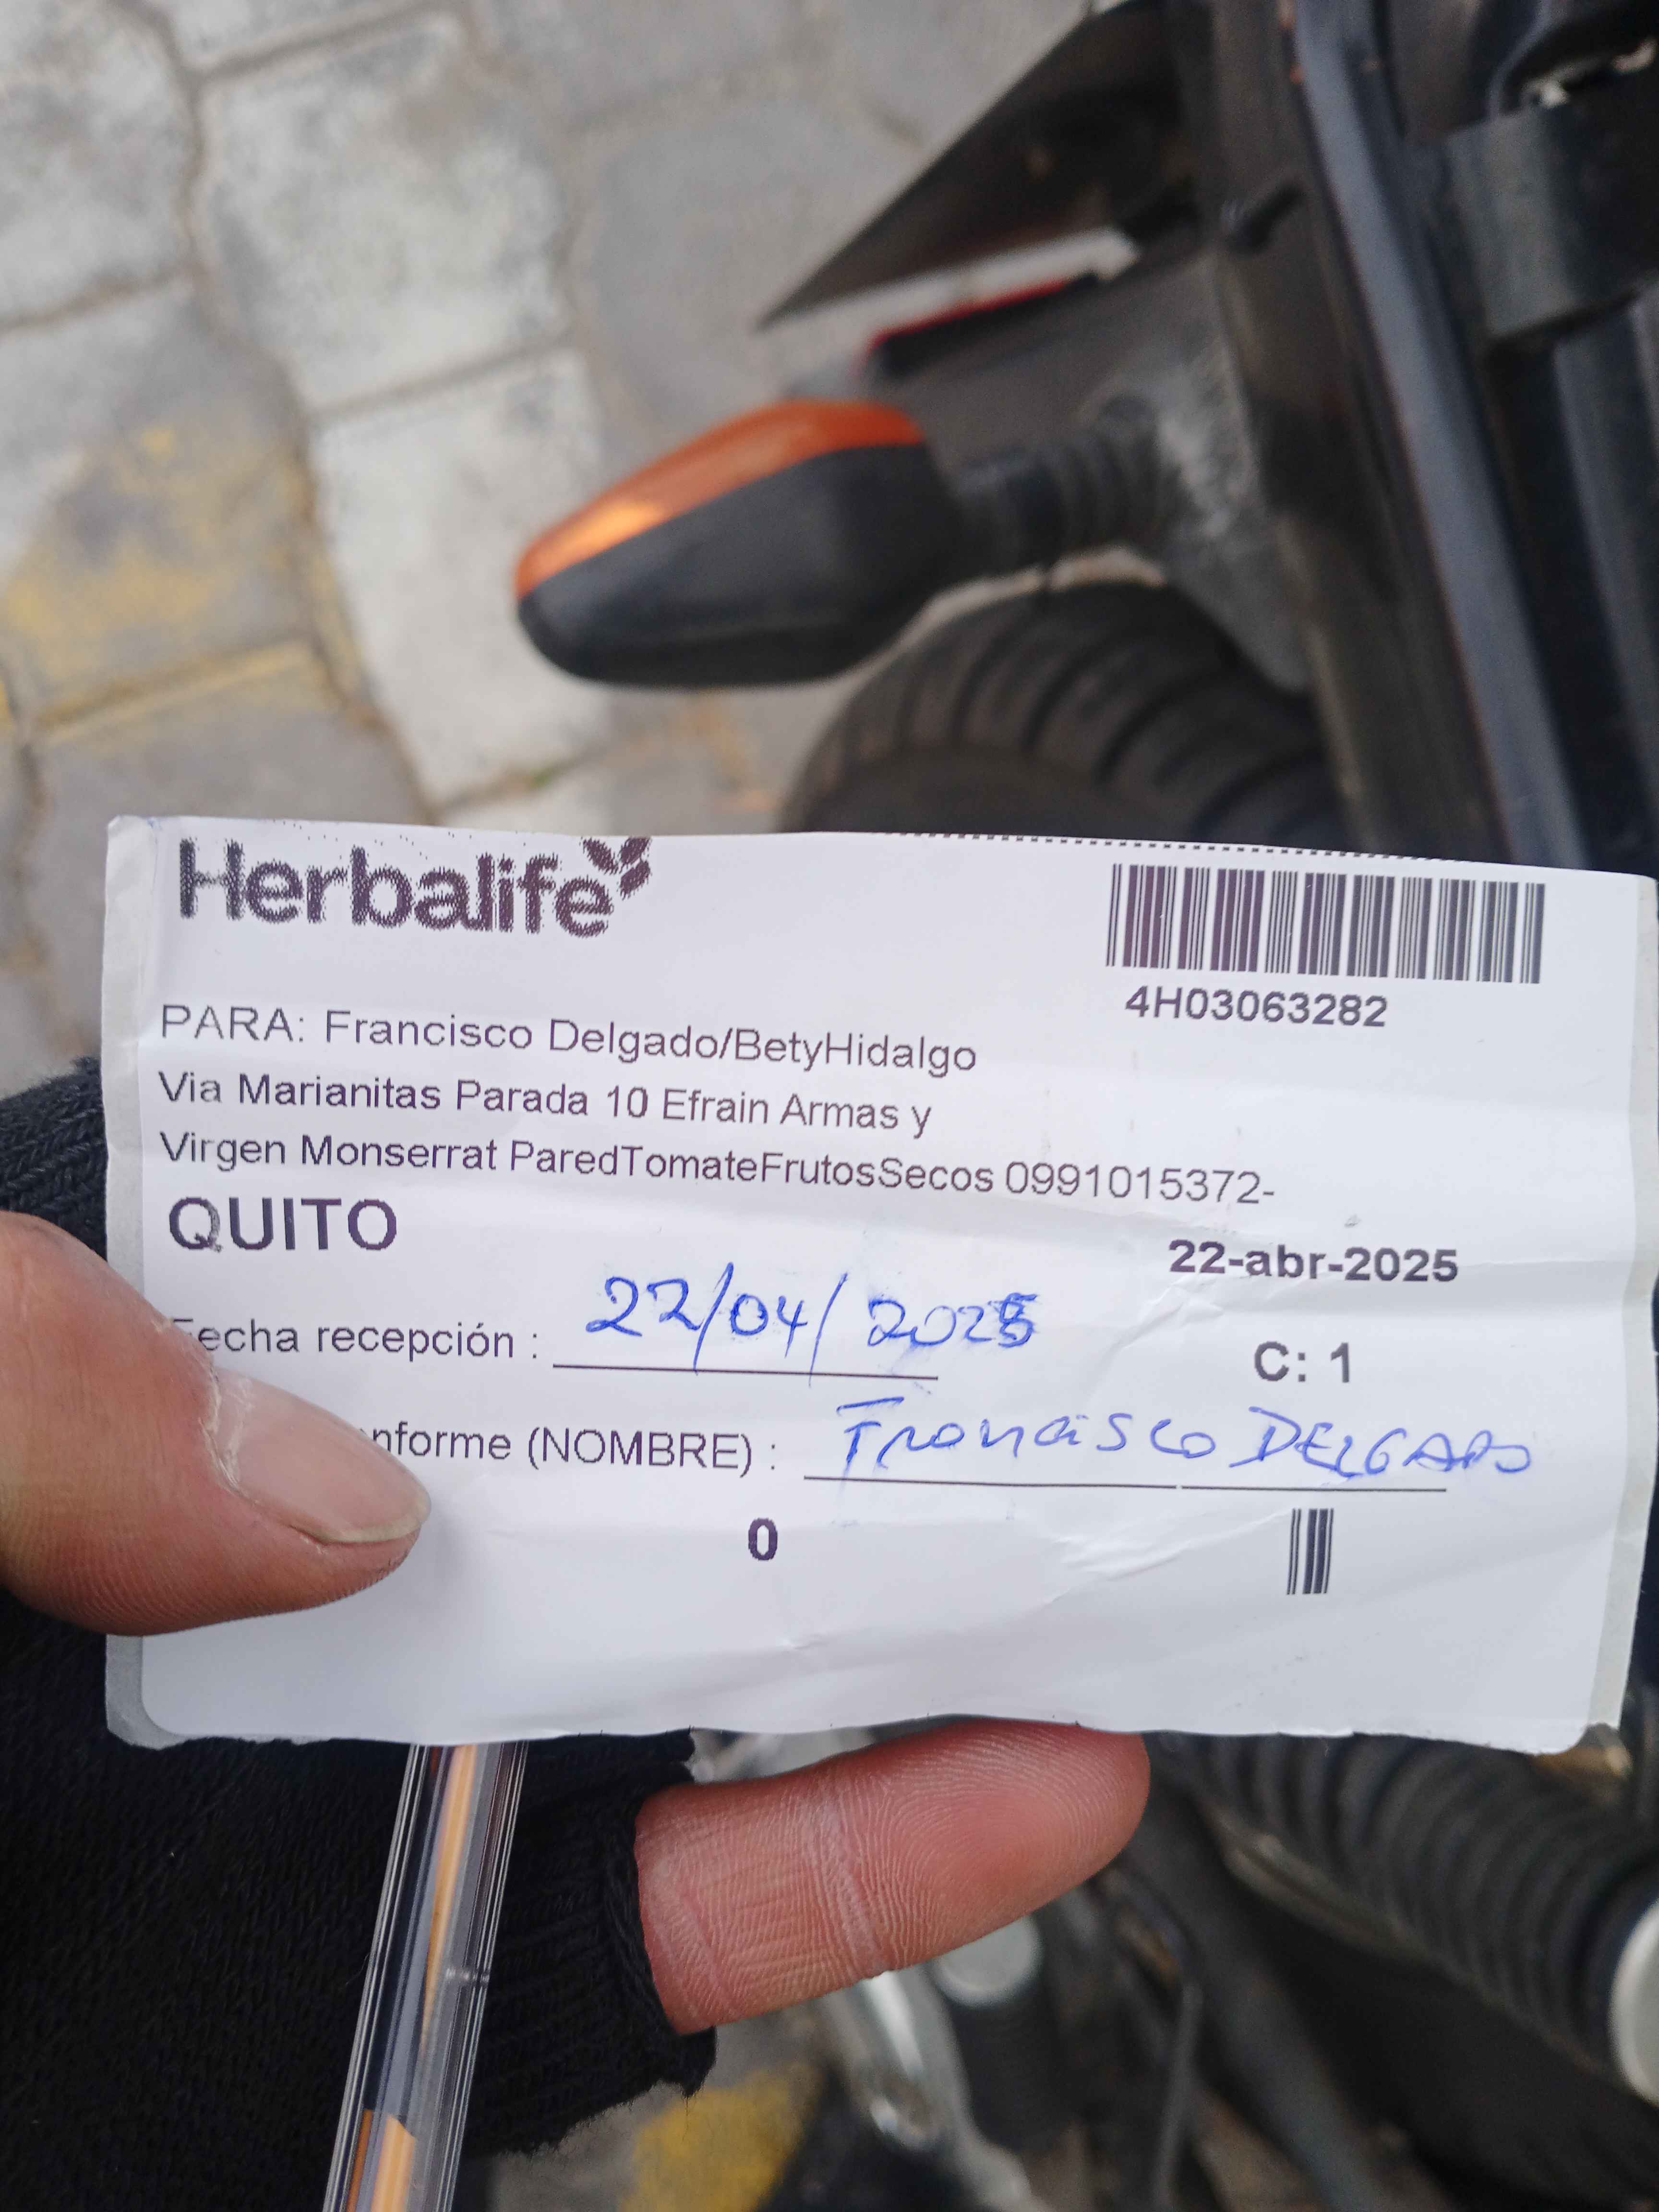 Herbalife
4H03063282
PARA: Francisco Delgado/BetyHidalgo
Via Marianitas Parada 10 Efrain Armas y
Virgen Monserrat ParedTomateFrutosSecos 0991015372-
QUITO
22-abr-2025
Fecha recepción : 22/04/2025
C: 1
nforme (NOMBRE) : Francisco DELGADO
0